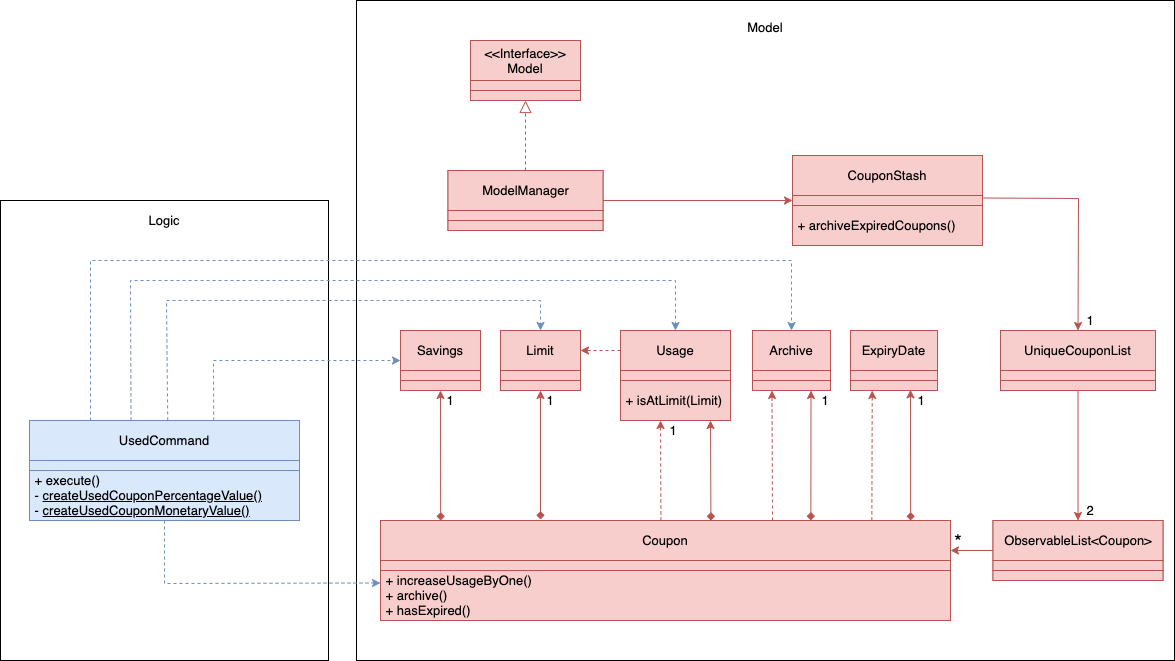 Model
<<Interface>>
Model
ModelManager
CouponStash
+ archiveExpiredCoupons()
Logic
1
Savings
Limit
Usage
Archive
ExpiryDate
UniqueCouponList
+ isAtLimit(Limit)
1
1
1
1
1
UsedCommand
+ execute()
- createUsedCouponPercentageValue()
- createUsedCouponMonetaryValue()
2
Coupon
*
ObservableList<Coupon>
+ increaseUsageByOne()
+ archive()
+ hasExpired()